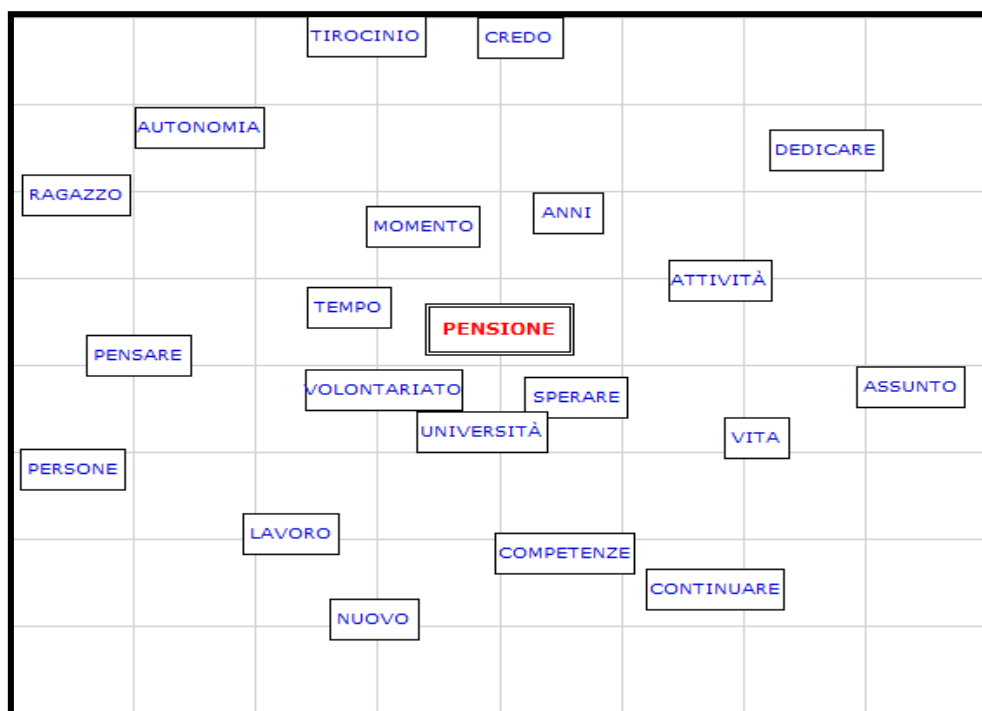 TIROCINIO
CREDO
AUTONOMIA
DEDICARE
RAGAZZO
ANNI
MOMENTO
ATTIVITÀ
TEMPO
PENSIONE
PENSARE
ASSUNTO
VOLONTARIATO
SPERARE
UNIVERSITÀ
VITA
PERSONE
LAVORO
COMPETENZE
CONTINUARE
NUOVO